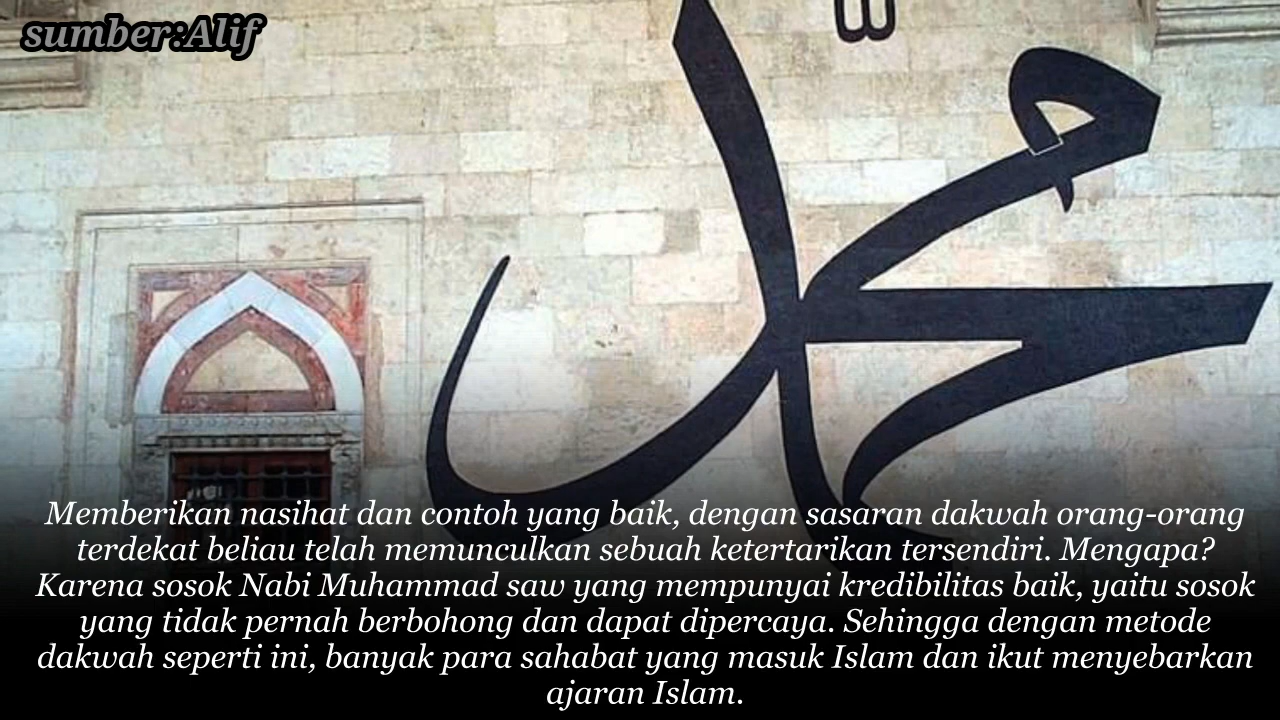 sumber:Alif
محمد
Memberikan nasihat dan contoh yang baik, dengan sasaran dakwah orang-orang
terdekat beliau telah memunculkan sebuah ketertarikan tersendiri. Mengapa?
Karena sosok Nabi Muhammad saw yang mempunyai kredibilitas baik, yaitu sosok
yang tidak pernah berbohong dan dapat dipercaya. Sehingga dengan metode
dakwah seperti ini, banyak para sahabat yang masuk Islam dan ikut menyebarkan
ajaran Islam.